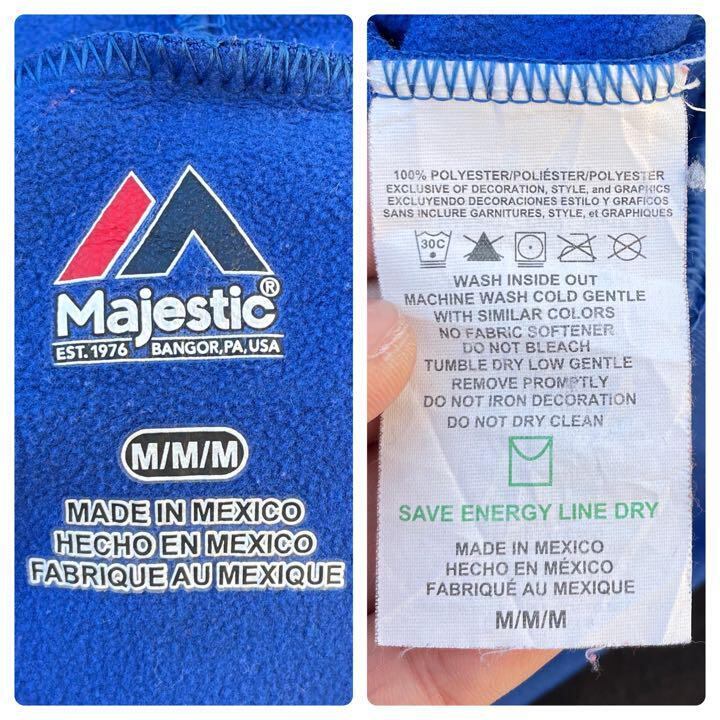 Majestic®
EST. 1976 BANGOR, PA, USA
M/M/M
MADE IN MEXICO
HECHO EN MEXICO
FABRIQUE AU MEXIQUE
100% POLYESTER/POLIÉSTER/POLYESTER
EXCLUSIVE OF DECORATION, STYLE, and GRAPHICS
EXCLUYENDO DECORACIONES ESTILO Y GRAFICOS
SANS INCLURE GARNITURES, STYLE, et GRAPHIQUES
30C
WASH INSIDE OUT
MACHINE WASH COLD GENTLE
WITH SIMILAR COLORS
NO FABRIC SOFTENER
DO NOT BLEACH
TUMBLE DRY LOW GENTLE
REMOVE PROMPTLY
DO NOT IRON DECORATION
DO NOT DRY CLEAN
SAVE ENERGY LINE DRY
MADE IN MEXICO
HECHO EN MÉXICO
FABRIQUÉ AU MEXIQUE
M/M/M